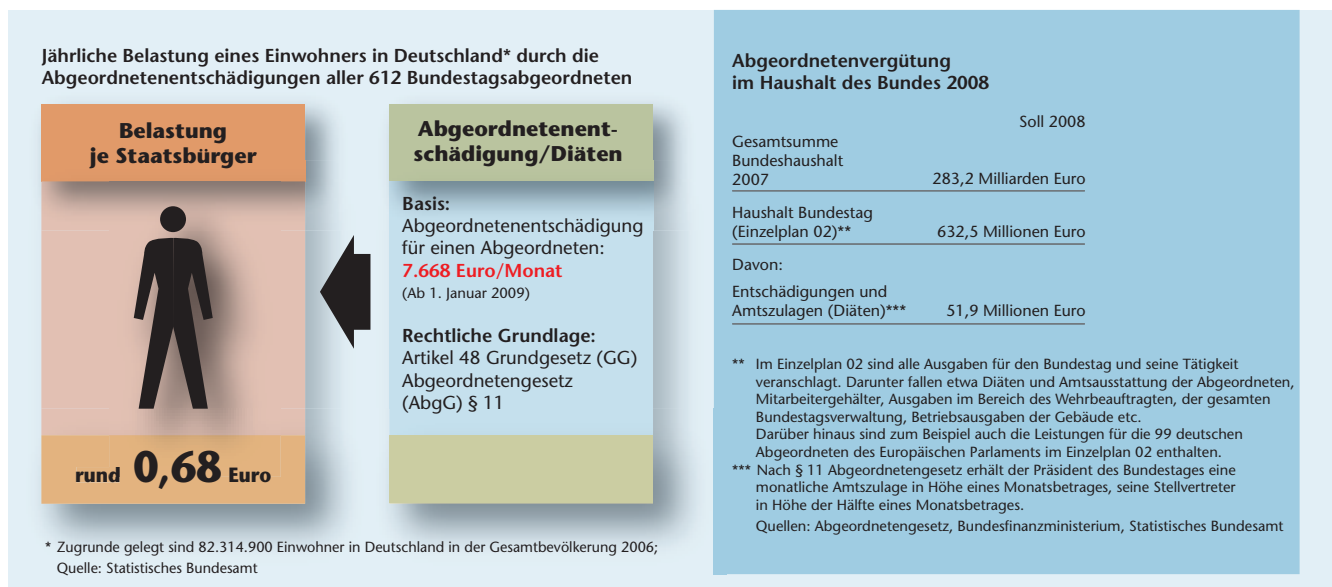 Jährliche Belastung eines Einwohners in Deutschland* durch die
Abgeordnetenentschädigungen aller 612 Bundestagsabgeordneten
Belastung
je Staatsbürger
rund 0,68 Euro
Abgeordnetenent-
schädigung/Diäten
Basis:
Abgeordnetenentschädigung
für einen Abgeordneten:
7.668 Euro/Monat
(Ab 1. Januar 2009)
Rechtliche Grundlage:
Artikel 48 Grundgesetz (GG)
Abgeordnetengesetz
(AbgG) § 11
* Zugrunde gelegt sind 82.314.900 Einwohner in Deutschland in der Gesamtbevölkerung 2006;
Quelle: Statistisches Bundesamt
Abgeordnetenvergütung
im Haushalt des Bundes 2008
Soll 2008
Gesamtsumme
Bundeshaushalt
2007 283,2 Milliarden Euro
Haushalt Bundestag
(Einzelplan 02)** 632,5 Millionen Euro
Davon:
Entschädigungen und
Amtszulagen (Diäten)*** 51,9 Millionen Euro
** Im Einzelplan 02 sind alle Ausgaben für den Bundestag und seine Tätigkeit
veranschlagt. Darunter fallen etwa Diäten und Amtsausstattung der Abgeordneten,
Mitarbeitergehälter, Ausgaben im Bereich des Wehrbeauftragten, der gesamten
Bundestagsverwaltung, Betriebsausgaben der Gebäude etc.
Darüber hinaus sind zum Beispiel auch die Leistungen für die 99 deutschen
Abgeordneten des Europäischen Parlaments im Einzelplan 02 enthalten.
*** Nach § 11 Abgeordnetengesetz erhält der Präsident des Bundestages eine
monatliche Amtszulage in Höhe eines Monatsbetrages, seine Stellvertreter
in Höhe der Hälfte eines Monatsbetrages.
Quellen: Abgeordnetengesetz, Bundesfinanzministerium, Statistisches Bundesamt